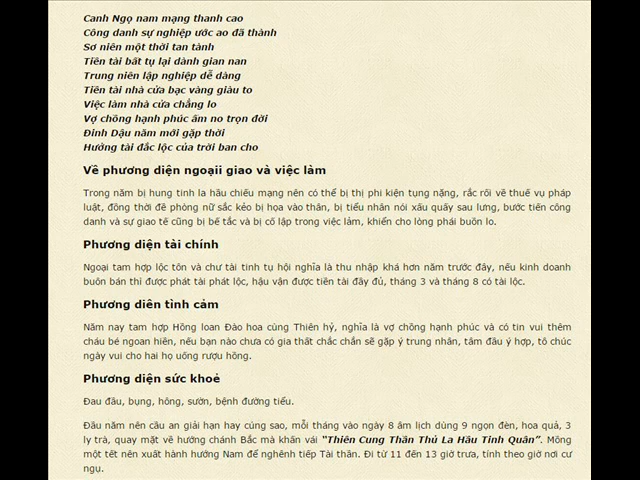 Canh Ngọ nam mạng thanh cao
Công danh sự nghiệp ước ao đã thành
Sơ niên một thời tan tành
Tiên tài bất tụ lại dành gian nan
Trung niên lập nghiệp dễ dàng
Tiên tài nhà cửa bạc vàng giàu to
Việc làm nhà cửa chẳng lo
Vợ chồng hạnh phúc ấm no trọn đời
Đinh Dậu năm mới gặp thời
Hưởng tài đắc lộc của trời ban cho
Về phương diện ngoạii giao và việc làm
Trong năm bị hung tinh la hầu chiếu mạng nên có thể bị thị phi kiện tụng nặng, rắc rối về thuế vụ pháp
luật, đồng thời đề phòng nữ sắc kẻo bị họa vào thân, bị tiểu nhân nói xấu quấy sau lưng, bước tiến công
danh và sự giao tế cũng bị bế tắc và bị cố lập trong việc làm, khiến cho lòng phái buồn lo.
Phương diện tài chính
Ngoại tam hợp lộc tồn và chư tài tinh tụ hội nghĩa là thu nhập khá hơn năm trước đây, nếu kinh doanh
buôn bán thì được phát tài phát lộc, hậu vận được tiền tài đầy đủ, tháng 3 và tháng 8 có tài lộc.
Phương diên tình cảm
Năm nay tam hợp Hồng loan Đào hoa cùng Thiên hỷ, nghĩa là vợ chồng hạnh phúc và có tin vui thêm
cháu bé ngoan hiền, nếu bạn nào chưa có gia thất chắc chắn sẽ gặp ý trung nhân, tâm đầu ý hợp, tổ chức
ngày vui cho hai họ uống rượu hồng.
Phương diện sức khoẻ
Đau đầu, bụng, hông, sườn, bệnh đường tiểu.
Đầu năm nên cầu an giải hạn hay cúng sao, mỗi tháng vào ngày 8 âm lịch dùng 9 ngọn đèn, hoa quả, 3
ly trà, quay mặt về hướng chánh Bắc mà khấn vái “Thiên Cung Thần Thủ La Hầu Tinh Quân”. Mồng
một tết nên xuất hành hướng Nam để nghênh tiếp Tài thần. Đi từ 11 đến 13 giờ trưa, tính theo giờ nơi cư
ngụ.